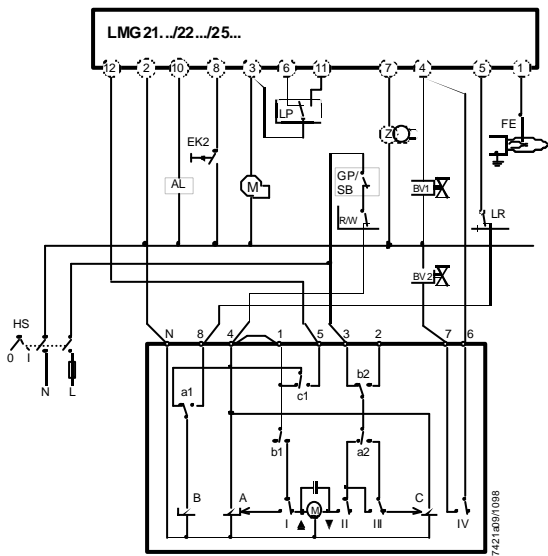 LMG21.../22.../25...
12 2 10 8 3 6 11 7 4 5 1
LP
FE
EK2
Z
AL
M
GP/
SB
BV1
R/W
LR
BV2
HS
0 I
N L
N 8 4 1 5 3 2 7 6
a1 c1 b2
b1 a2
B A C
I M II III IV
7421a09/1098